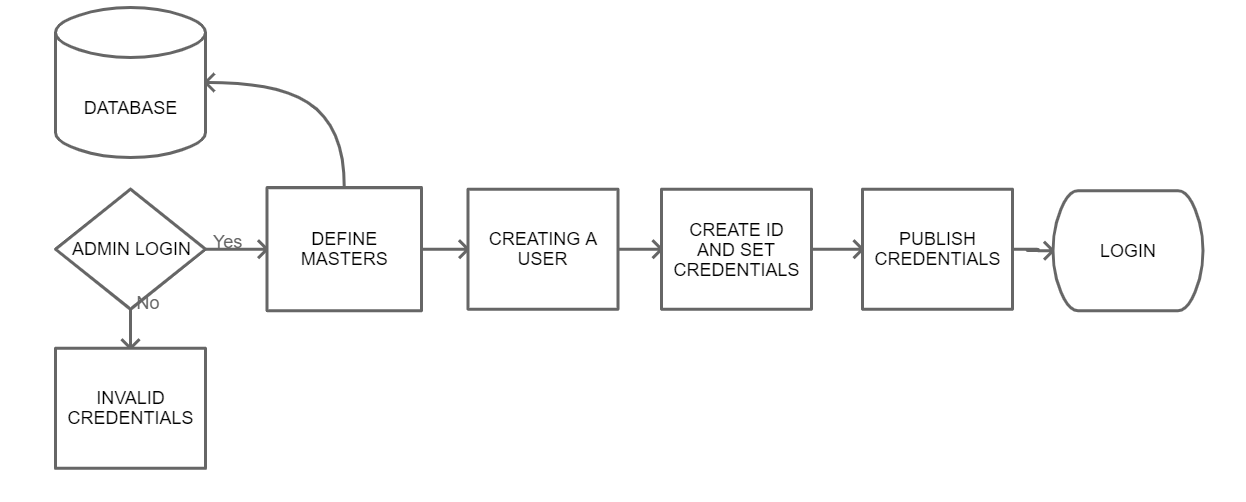 DATABASE
ADMIN LOGIN
Yes
No
DEFINE
MASTERS
CREATING A
USER
CREATE ID
AND SET
CREDENTIALS
PUBLISH
CREDENTIALS
LOGIN
INVALID
CREDENTIALS